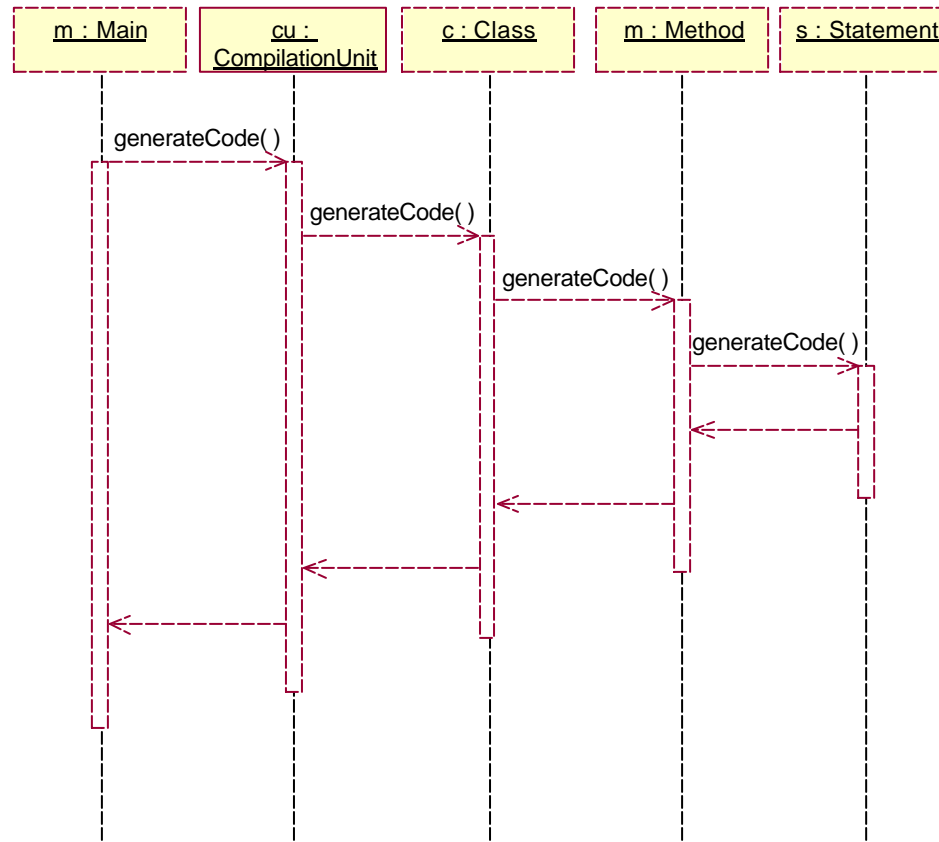 m : Main
cu :
CompilationUnit
c : Class
m : Method
s : Statement
generateCode( )
generateCode( )
generateCode( )
generateCode( )